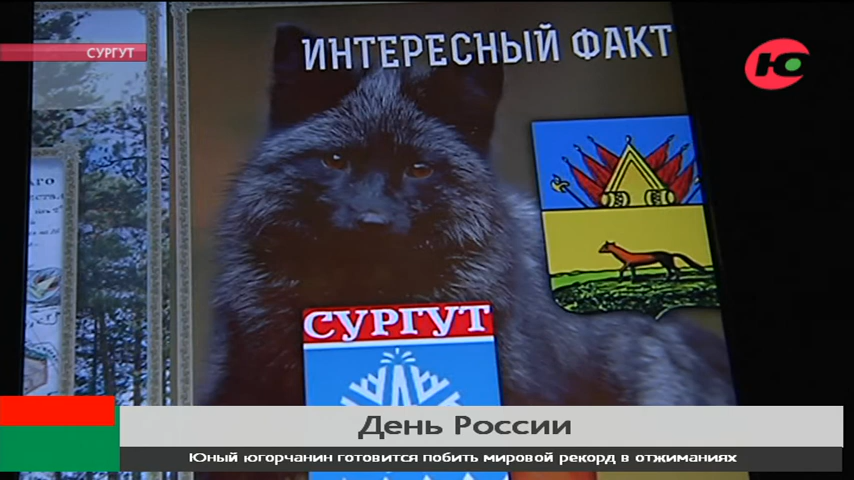 СУРГУТ
ИНТЕРЕСНЫЙ ФАКТ
Ю
СУРГУТ
День России
Юный югорчанин готовится побить мировой рекорд в отжиманиях